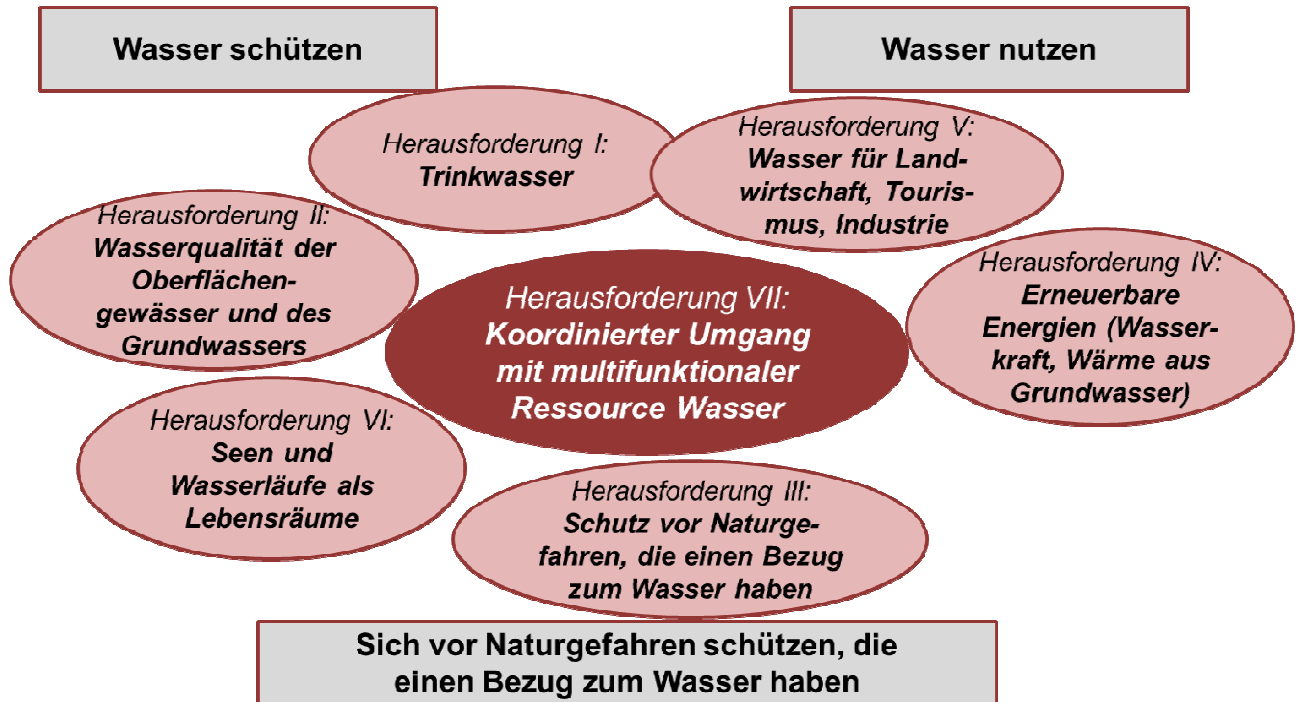 Wasser schützen
Wasser nutzen
Herausforderung I:
Trinkwasser
Herausforderung V:
Wasser für Land-
wirtschaft, Touris-
mus, Industrie
Herausforderung II:
Wasserqualität der
Oberflächen-
gewässer und des
Grundwassers
Herausforderung VII:
Koordinierter Umgang
mit multifunktionaler
Ressource Wasser
Herausforderung IV:
Erneuerbare
Energien (Wasser-
kraft, Wärme aus
Grundwasser)
Herausforderung VI:
Seen und
Wasserläufe als
Lebensräume
Herausforderung III:
Schutz vor Naturge-
fahren, die einen Bezug
zum Wasser haben
Sich vor Naturgefahren schützen, die
einen Bezug zum Wasser haben